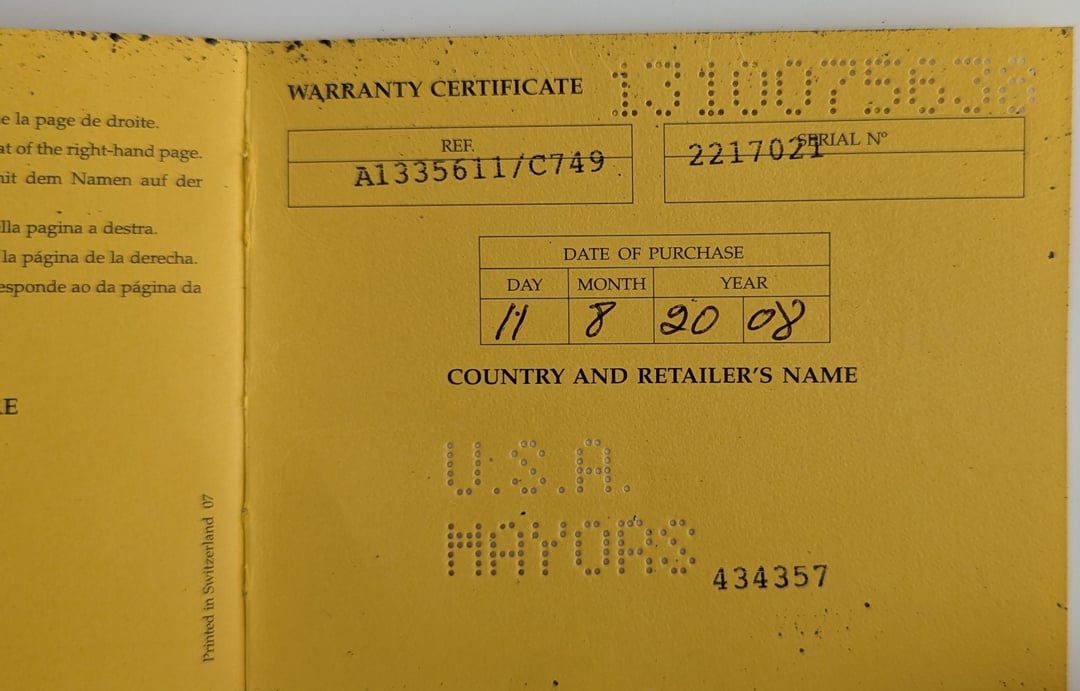 e la page de droite.
at of the right-hand page.
nit dem Namen auf der
lla pagina a destra.
la página de la derecha.
esponde ao da página da
E
Printed in Switzerland 07
WARRANTY CERTIFICATE 1310075636
REF.
A1335611/C749
SERIAL Nº
2217021
DATE OF PURCHASE
DAY MONTH YEAR
11 8 20 08
COUNTRY AND RETAILER'S NAME
U.S.A.
MAYORS
434357